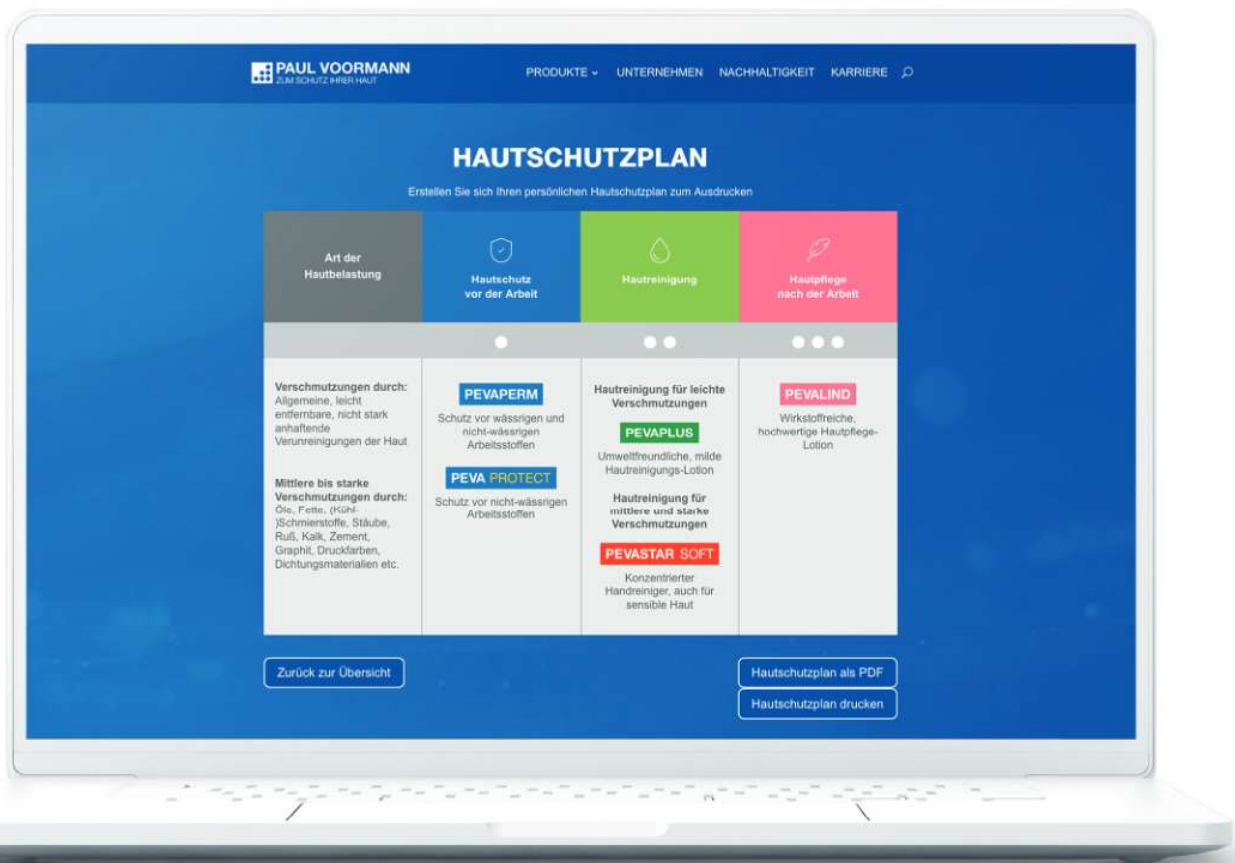 PAUL VOORMANN
ZUM SCHUTZ IHRER HAUT
PRODUKTE
UNTERNEHMEN
NACHHALTIGKEIT
KARRIERE
HAUTSCHUTZPLAN
Erstellen Sie sich Ihren persönlichen Hautschutzplan zum Ausdrucken
Art der
Hautbelastung
Hautschutz
vor der Arbeit
Hautreinigung
Hautpflege
nach der Arbeit
Verschmutzungen durch:
Allgemeine, leicht
entfernbare, nicht stark
anhaftende
Verunreinigungen der Haut
Mittlere bis starke
Verschmutzungen durch:
Öle, Fette, (Kühl-
)Schmierstoffe, Stäube,
Ruß, Kalk, Zement,
Graphit, Druckfarben,
Dichtungsmaterialien etc.
PEVAPERM
Schutz vor wässrigen und
nicht-wässrigen
Arbeitsstoffen
PEVA PROTECT
Schutz vor nicht-wässrigen
Arbeitsstoffen
Hautreinigung für leichte
Verschmutzungen
PEVAPLUS
Umweltfreundliche, milde
Hautreinigungs-Lotion
Hautreinigung für
mittlere und starke
Verschmutzungen
PEVASTAR SOFT
Konzentrierter
Handreiniger, auch für
sensible Haut
PEVALIND
Wirkstoffreiche,
hochwertige Hautpflege-
Lotion
Zurück zur Übersicht
Hautschutzplan als PDF
Hautschutzplan drucken